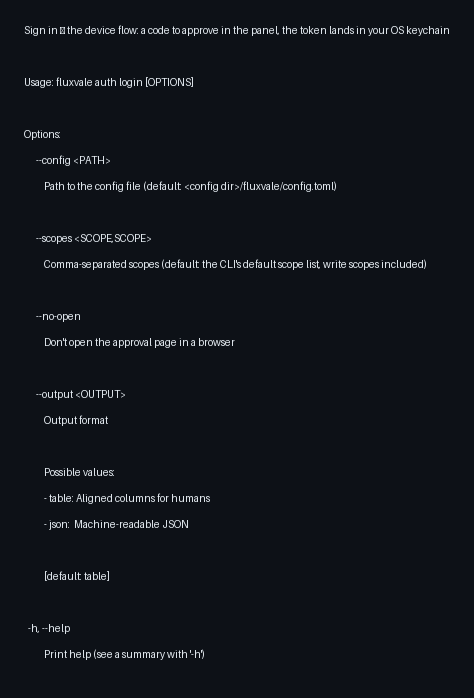 Sign in ▯ the device flow: a code to approve in the panel, the token lands in your OS keychain
Usage: fluxvale auth login [OPTIONS]
Options:
--config <PATH>
Path to the config file (default: <config dir>/fluxvale/config.toml)
--scopes <SCOPE,SCOPE>
Comma-separated scopes (default: the CLI's default scope list, write scopes included)
--no-open
Don't open the approval page in a browser
--output <OUTPUT>
Output format
Possible values:
- table: Aligned columns for humans
- json: Machine-readable JSON
[default: table]
-h, --help
Print help (see a summary with '-h')